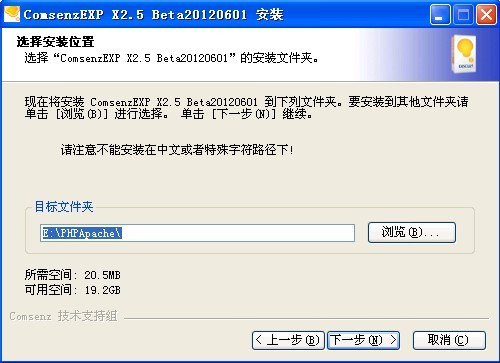 ComsenzEXP X2.5 Beta20120601 安装
选择安装位置
选择“ComsenzEXP X2.5 Beta20120601”的安装文件夹。
现在将安装 ComsenzEXP X2.5 Beta20120601 到下列文件夹。要安装到其他文件夹请
单击 [浏览(B)] 进行选择。 单击 [下一步(N)] 继续。
请注意不能安装在中文或者特殊字符路径下!
目标文件夹
E:\PHPApache\
浏览(B)...
所需空间: 20.5MB
可用空间: 19.2GB
Comsenz 技术支持组
< 上一步(B) 下一步(N) > 取消(C)